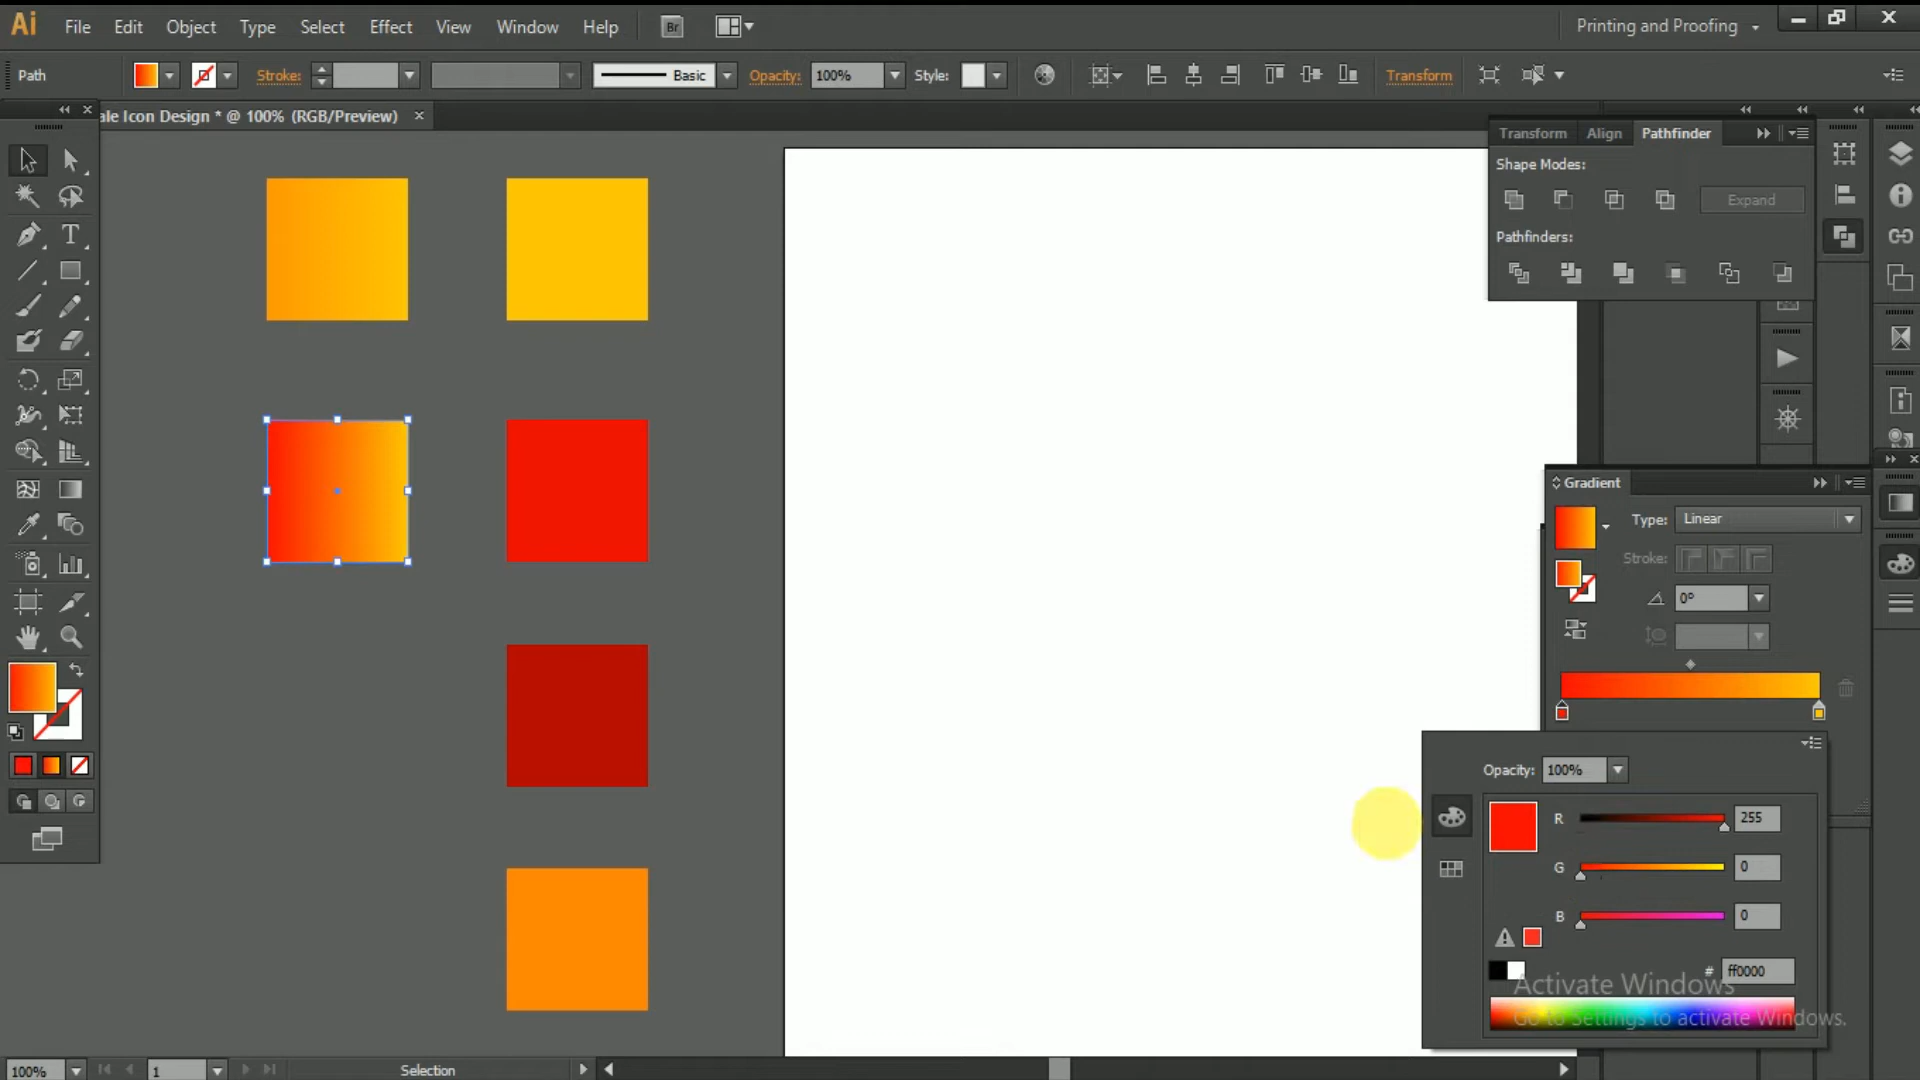 Ai File Edit Object Type Select Effect View Window Help Br Printing and Proofing
Path Stroke: Basic Opacity: 100% Style: Transform
ale Icon Design * @ 100% (RGB/Preview)
Transform Align Pathfinder
Shape Modes:
Expand
Pathfinders:
Gradient
Type: Linear
Stroke:
0°
Opacity: 100%
R 255
G 0
B 0
# ff0000
Activate Windows
Go to Settings to activate Windows.
100% 1 Selection